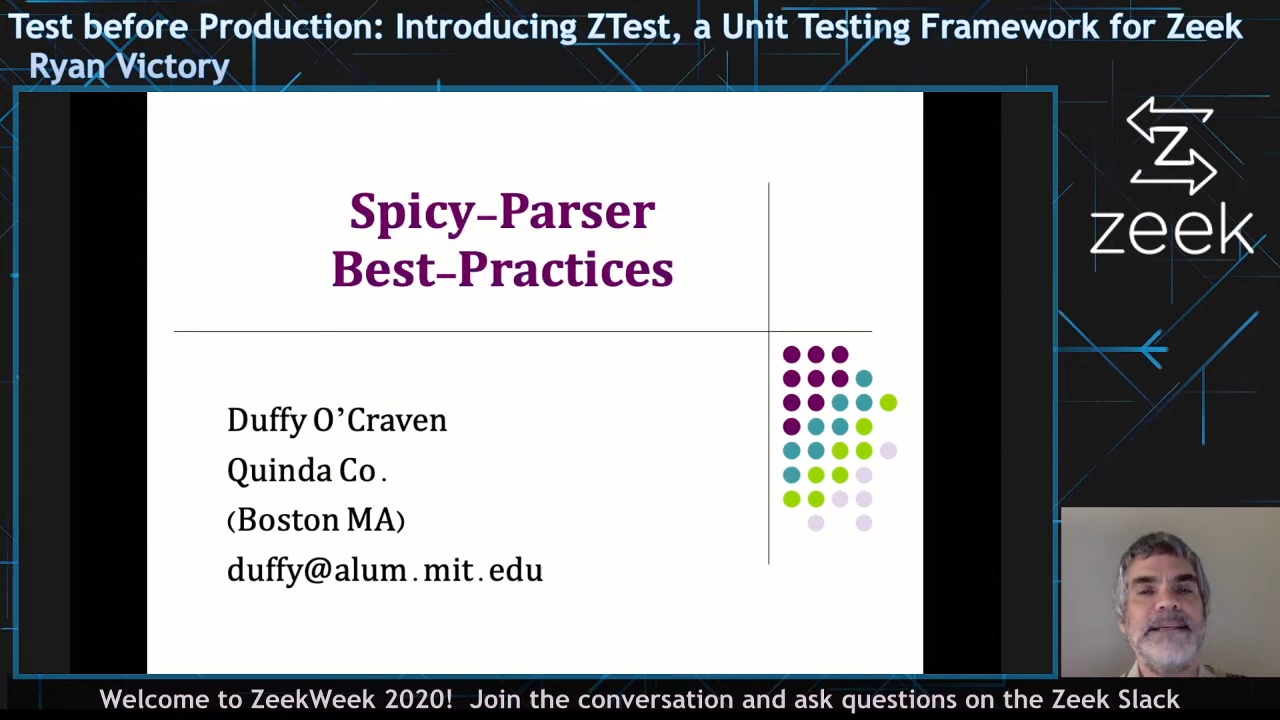 Test before Production: Introducing ZTest, a Unit Testing Framework for Zeek
Ryan Victory
Z
zeek
Spicy-Parser
Best-Practices
Duffy O'Craven
Quinda Co.
(Boston MA)
duffy@alum.mit.edu
Welcome to ZeekWeek 2020! Join the conversation and ask questions on the Zeek Slack